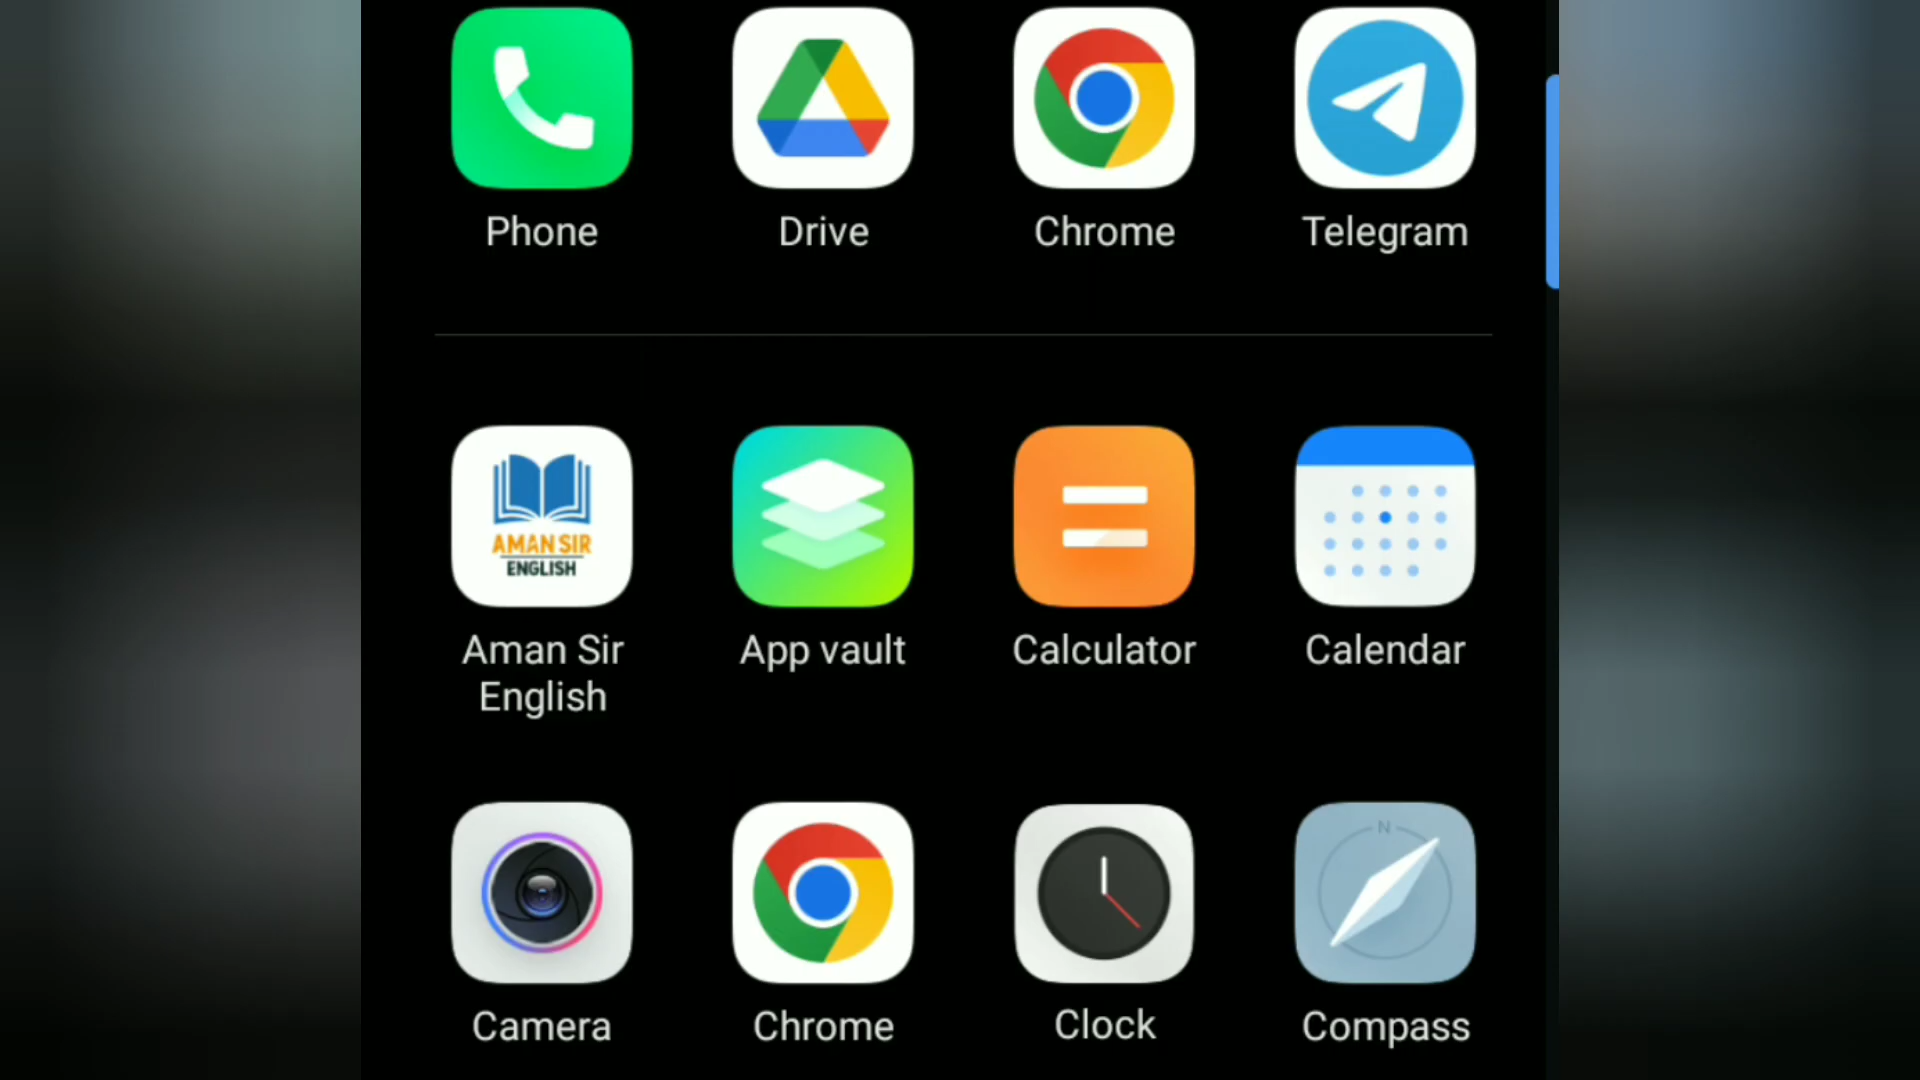 Phone Drive Chrome Telegram
AMAN SIR
ENGLISH
Aman Sir English App vault Calculator Calendar
N
Camera Chrome Clock Compass